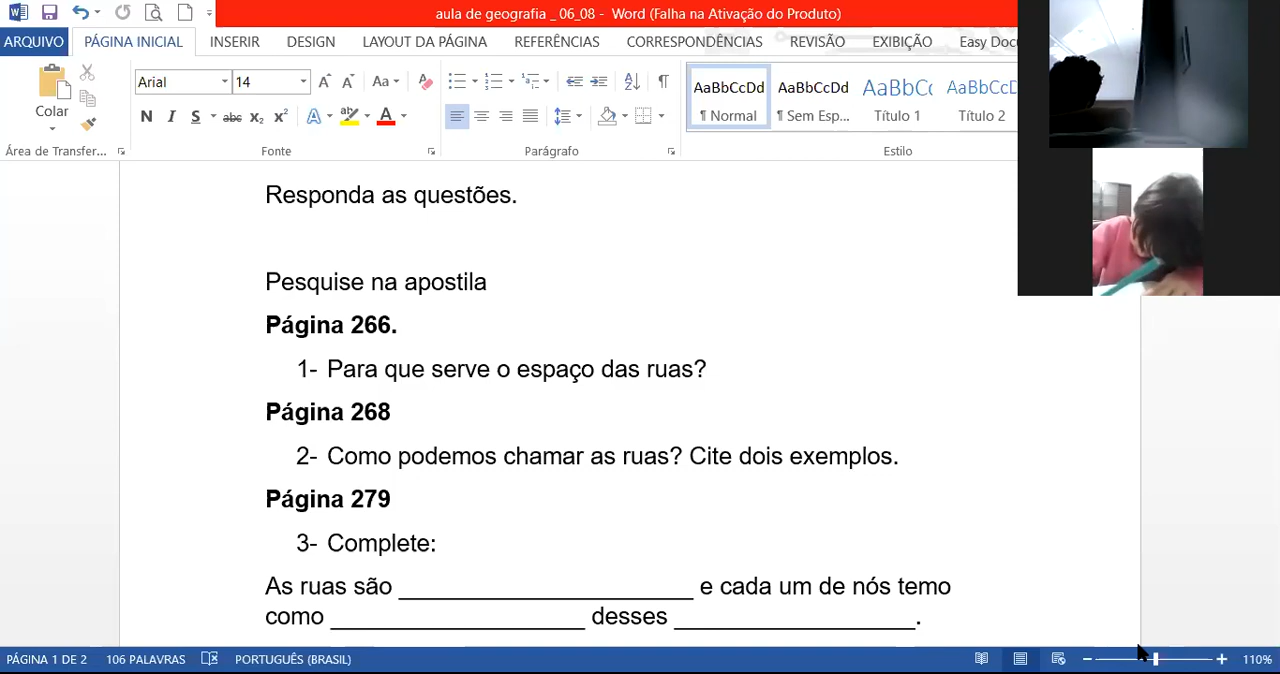 aula de geografia _ 06_08 - Word (Falha na Ativação do Produto)
ARQUIVO PÁGINA INICIAL INSERIR DESIGN LAYOUT DA PÁGINA REFERÊNCIAS CORRESPONDÊNCIAS REVISÃO EXIBIÇÃO Easy Doc
Arial 14 Aa
AaBbCcDd AaBbCcDd AaBbCc AaBbCcD
Colar
N I S abc x₂ x² A A
¶ Normal ¶ Sem Esp... Título 1 Título 2
Área de Transfer... Fonte Parágrafo Estilo
Responda as questões.
Pesquise na apostila
Página 266.
1- Para que serve o espaço das ruas?
Página 268
2- Como podemos chamar as ruas? Cite dois exemplos.
Página 279
3- Complete:
As ruas são ______________________ e cada um de nós temo
como ___________________ desses __________________.
PÁGINA 1 DE 2 106 PALAVRAS PORTUGUÊS (BRASIL) 110%